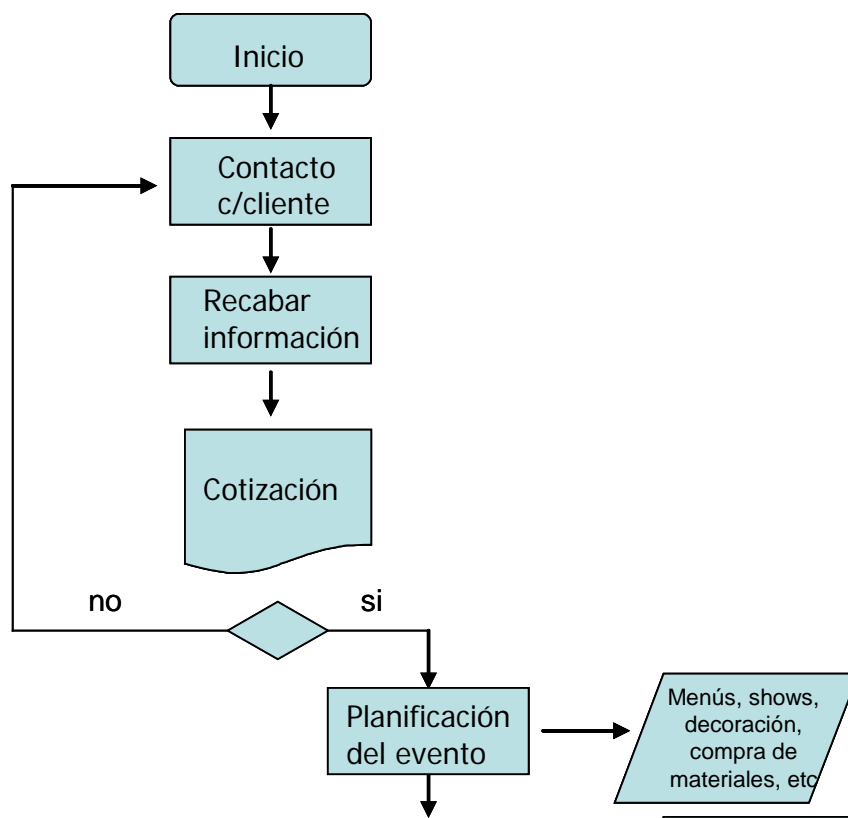 Inicio
Contacto
c/cliente
Recabar
información
Cotización
no
si
Planificación
del evento
Menús, shows,
decoración,
compra de
materiales, etc